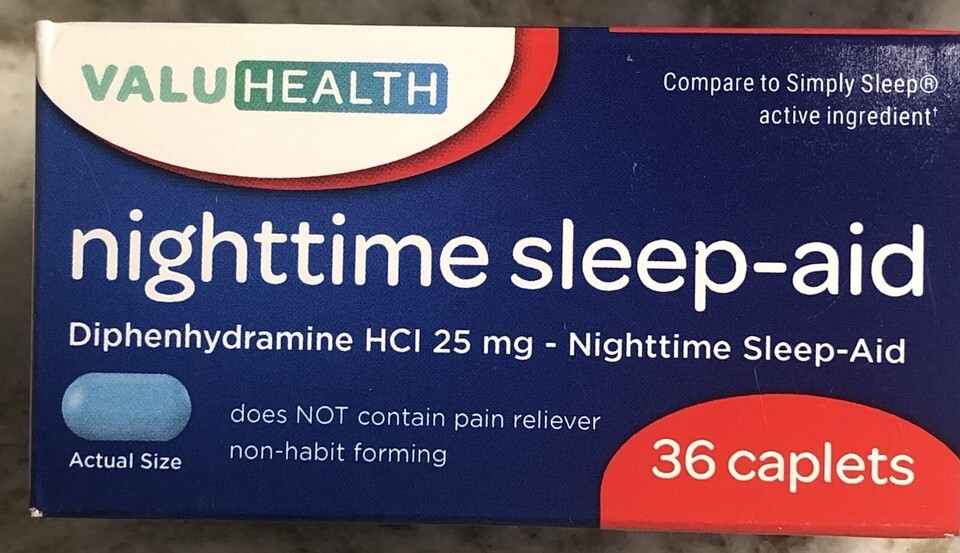 VALUHEALTH
Compare to Simply Sleep®
active ingredient†
nighttime sleep-aid
Diphenhydramine HCl 25 mg - Nighttime Sleep-Aid
does NOT contain pain reliever
non-habit forming
Actual Size
36 caplets